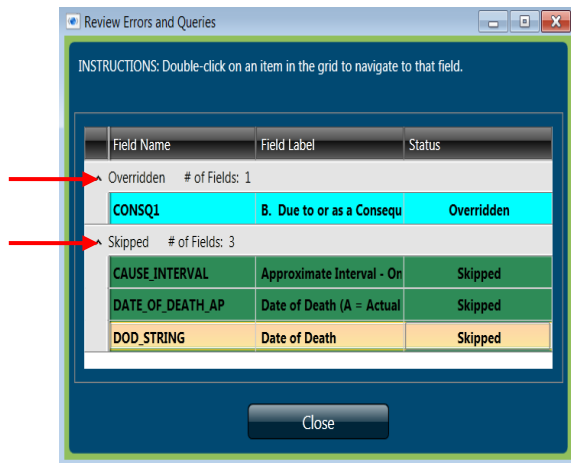 Review Errors and Queries
INSTRUCTIONS: Double-click on an item in the grid to navigate to that field.
Field Name Field Label Status
Overridden # of Fields: 1
CONSQ1 B. Due to or as a Consequ Overridden
Skipped # of Fields: 3
CAUSE_INTERVAL Approximate Interval - On Skipped
DATE_OF_DEATH_AP Date of Death (A = Actual Skipped
DOD_STRING Date of Death Skipped
Close